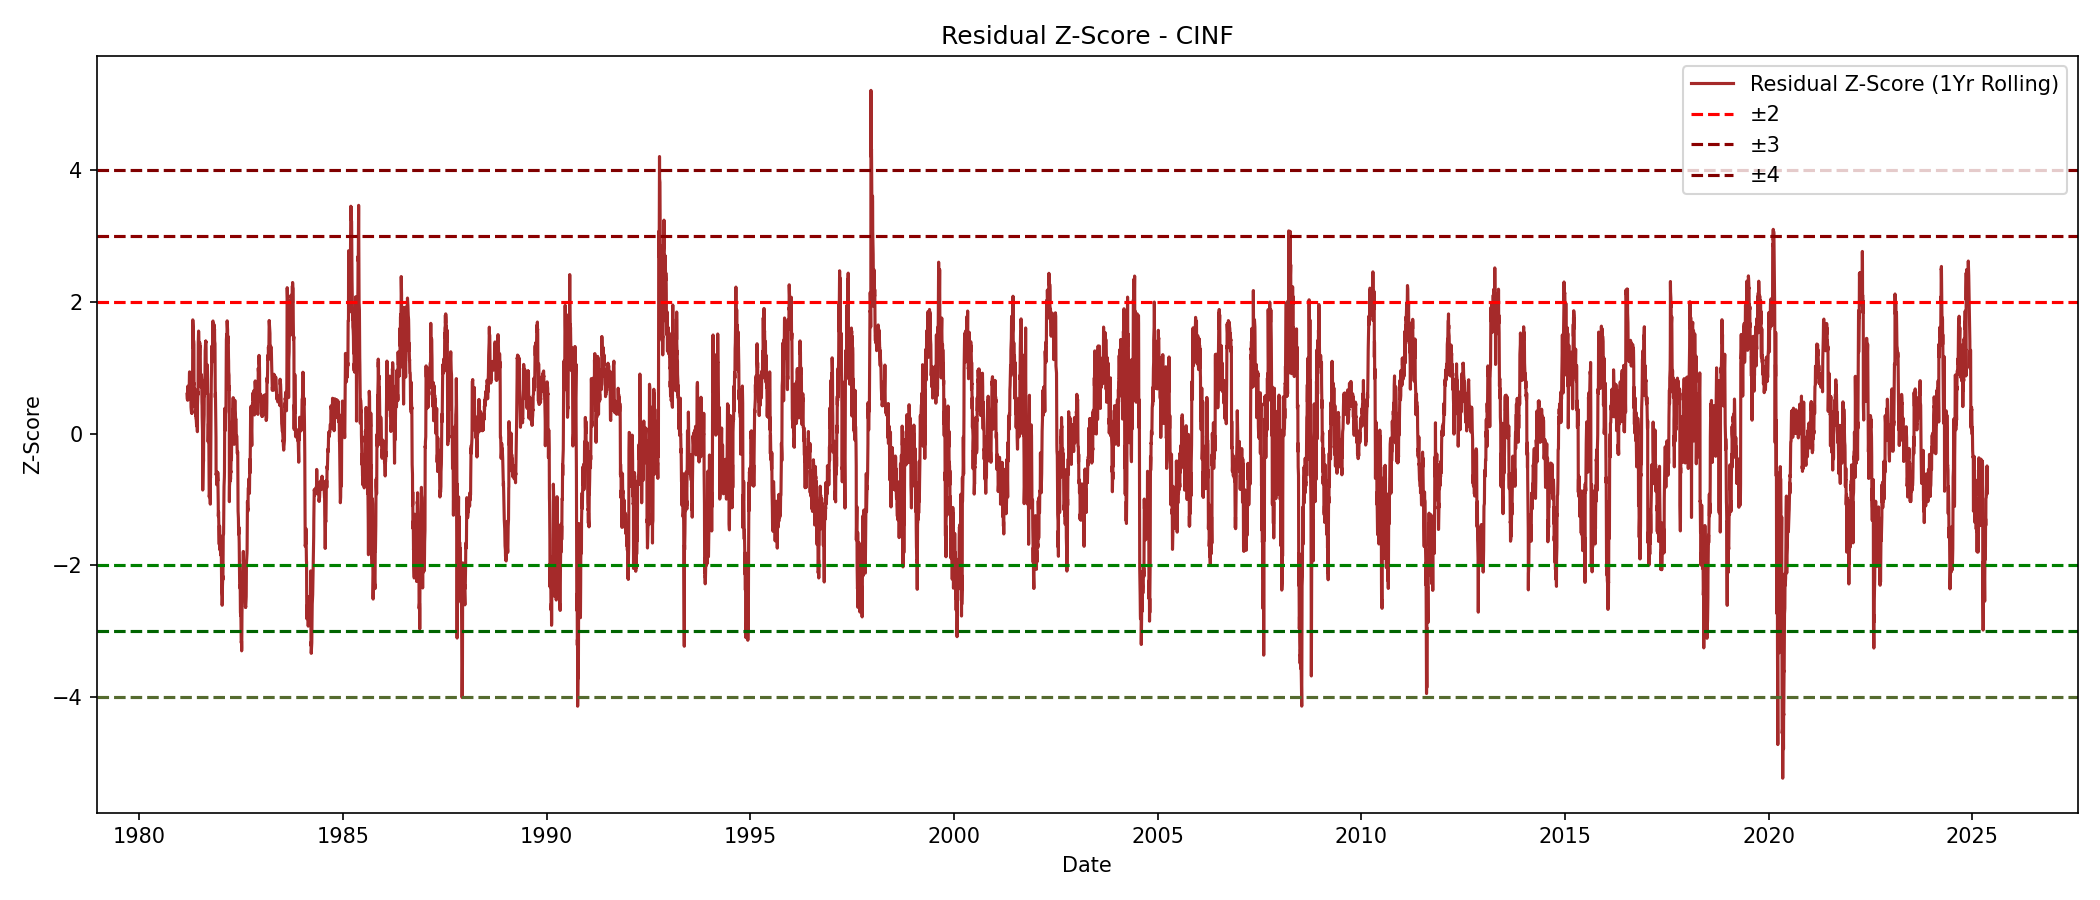 Residual Z-Score - CINF
Residual Z-Score (1Yr Rolling)
±2
±3
±4
Z-Score
4
2
0
−2
−4
1980 1985 1990 1995 2000 2005 2010 2015 2020 2025
Date